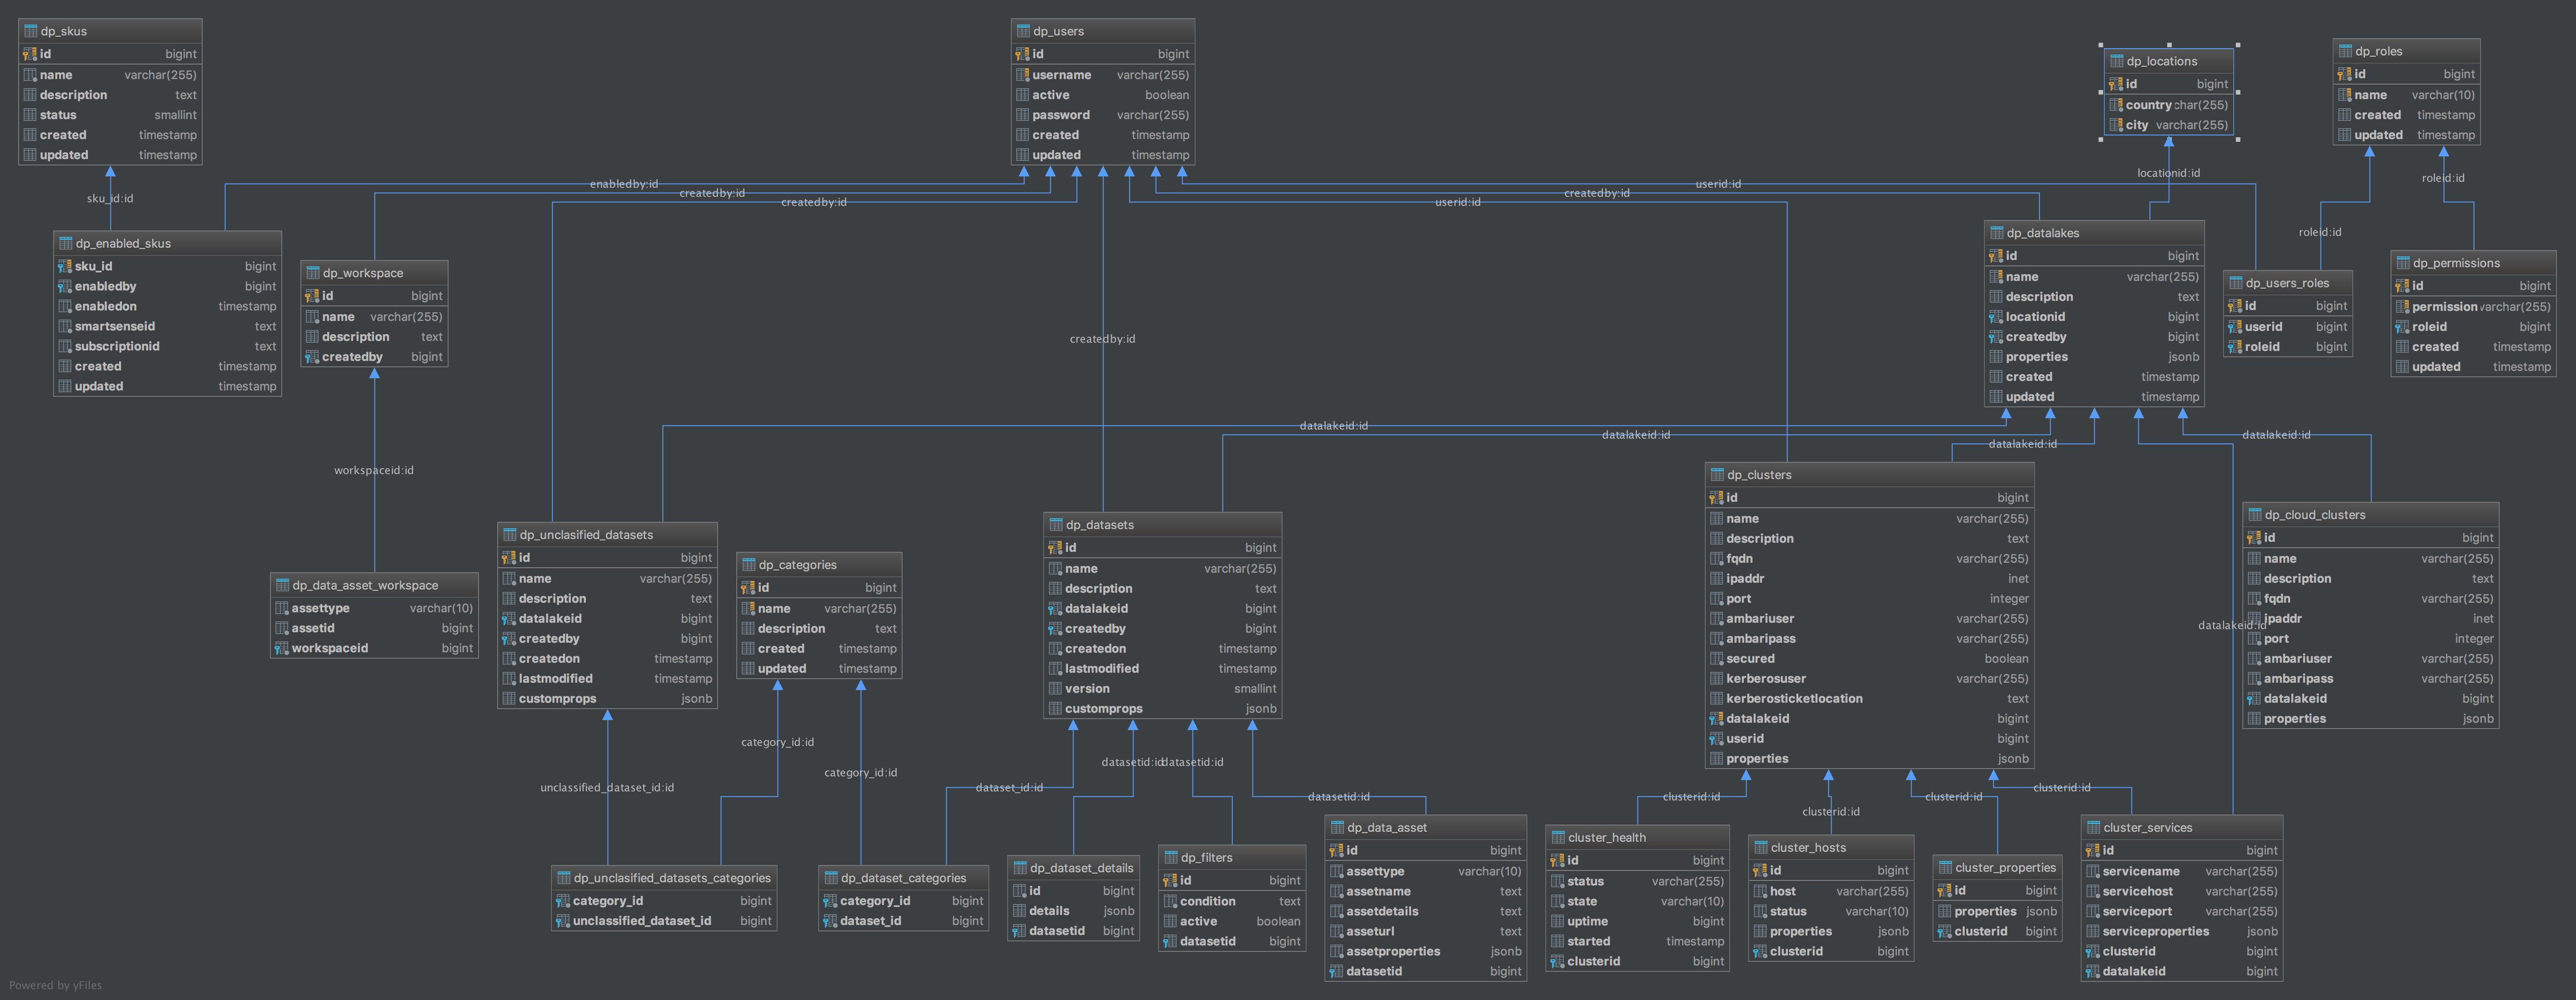 dp_skus
id bigint
name varchar(255)
description text
status smallint
created timestamp
updated timestamp
dp_users
id bigint
username varchar(255)
active boolean
password varchar(255)
created timestamp
updated timestamp
dp_locations
id bigint
country char(255)
city varchar(255)
dp_roles
id bigint
name varchar(10)
created timestamp
updated timestamp
sku_id:id
enabledby:id
createdby:id
createdby:id
userid:id
createdby:id
userid:id
locationid:id
roleid:id
roleid:id
dp_enabled_skus
sku_id bigint
enabledby bigint
enabledon timestamp
smartsenseid text
subscriptionid text
created timestamp
updated timestamp
dp_workspace
id bigint
name varchar(255)
description text
createdby bigint
createdby:id
dp_datalakes
id bigint
name varchar(255)
description text
locationid bigint
createdby bigint
properties jsonb
created timestamp
updated timestamp
dp_users_roles
id bigint
userid bigint
roleid bigint
dp_permissions
id bigint
permission varchar(255)
roleid bigint
created timestamp
updated timestamp
workspaceid:id
datalakeid:id
datalakeid:id
datalakeid:id
datalakeid:id
datalakeid:id
dp_data_asset_workspace
assettype varchar(10)
assetid bigint
workspaceid bigint
dp_unclasified_datasets
id bigint
name varchar(255)
description text
datalakeid bigint
createdby bigint
createdon timestamp
lastmodified timestamp
customprops jsonb
dp_categories
id bigint
name varchar(255)
description text
created timestamp
updated timestamp
dp_datasets
id bigint
name varchar(255)
description text
datalakeid bigint
createdby bigint
createdon timestamp
lastmodified timestamp
version smallint
customprops jsonb
dp_clusters
id bigint
name varchar(255)
description text
fqdn varchar(255)
ipaddr inet
port integer
ambariuser varchar(255)
ambaripass varchar(255)
secured boolean
kerberosuser varchar(255)
kerberosticketlocation text
datalakeid bigint
userid bigint
properties jsonb
dp_cloud_clusters
id bigint
name varchar(255)
description text
fqdn varchar(255)
ipaddr inet
port integer
ambariuser varchar(255)
ambaripass varchar(255)
datalakeid bigint
properties jsonb
unclassified_dataset_id:id
category_id:id
category_id:id
dataset_id:id
datasetid:id
datasetid:id
datasetid:id
clusterid:id
clusterid:id
clusterid:id
clusterid:id
dp_unclasified_datasets_categories
category_id bigint
unclassified_dataset_id bigint
dp_dataset_categories
category_id bigint
dataset_id bigint
dp_dataset_details
id bigint
details jsonb
datasetid bigint
dp_filters
id bigint
condition text
active boolean
datasetid bigint
dp_data_asset
id bigint
assettype varchar(10)
assetname text
assetdetails text
asseturl text
assetproperties jsonb
datasetid bigint
cluster_health
id bigint
status varchar(255)
state varchar(10)
uptime bigint
started timestamp
clusterid bigint
cluster_hosts
id bigint
host varchar(255)
status varchar(10)
properties jsonb
clusterid bigint
cluster_properties
id bigint
properties jsonb
clusterid bigint
cluster_services
id bigint
servicename varchar(255)
servicehost varchar(255)
serviceport varchar(255)
serviceproperties jsonb
clusterid bigint
datalakeid bigint
Powered by yFiles